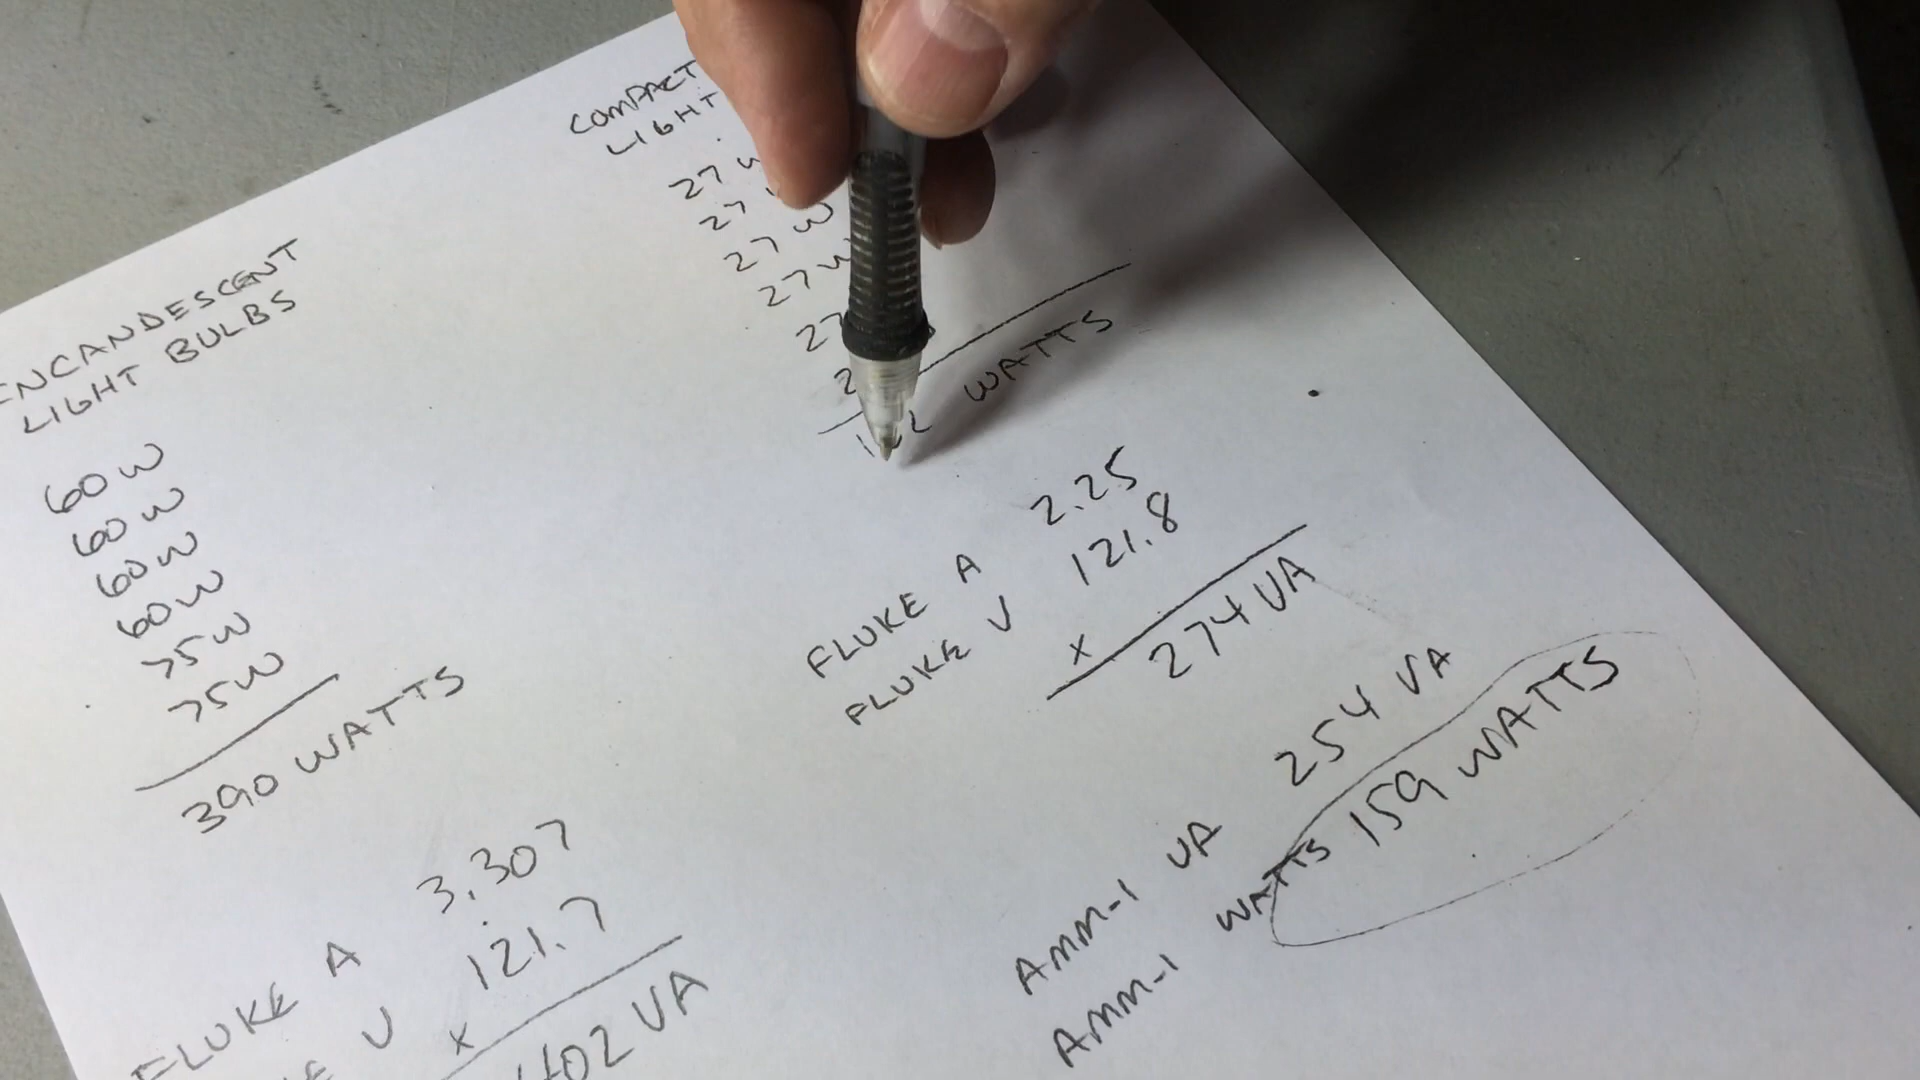 ENCANDESCENT
LIGHT BULBS
60W
60W
60W
60W
75W
75W
390 WATTS
FLUKE A 3.307
V 121.7
x
402 VA
COMPACT
LIGHT
27 W
27
27 W
27 W
27
WATTS
FLUKE A 2.25
FLUKE V 121.8
x
274 VA
AMM-1 VA 254 VA
AMM-1 WATTS 159 WATTS